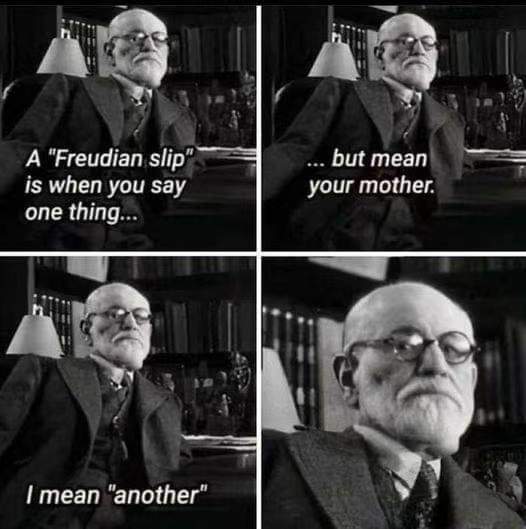 A "Freudian slip"
is when you say
one thing...
... but mean
your mother.
I mean "another"